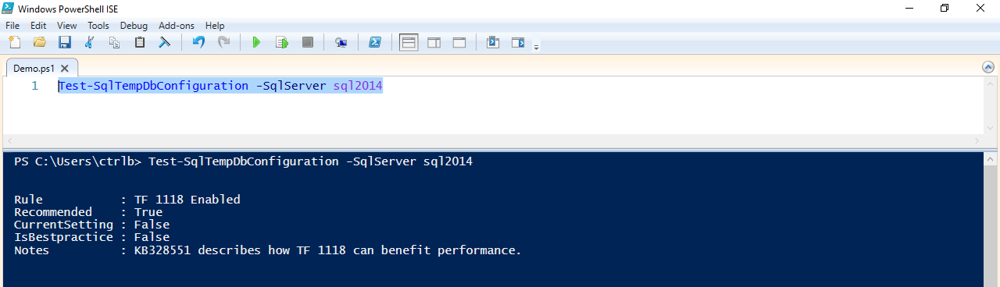 Windows PowerShell ISE
File Edit View Tools Debug Add-ons Help
Demo.ps1
1 Test-SqlTempDbConfiguration -SqlServer sql2014
PS C:\Users\ctrlb> Test-SqlTempDbConfiguration -SqlServer sql2014
Rule : TF 1118 Enabled
Recommended : True
CurrentSetting : False
IsBestpractice : False
Notes : KB328551 describes how TF 1118 can benefit performance.